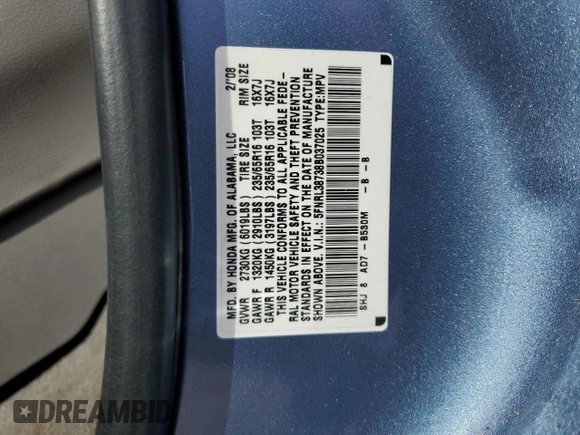 MFD. BY HONDA MFG. OF ALABAMA, LLC 2/08
GVWR 2730KG (6019LBS) TIRE SIZE RIM SIZE
GAWR F 1320KG (2910LBS) 235/65R16 103T 16X7J
GAWR R 1450KG (3197LBS) 235/65R16 103T 16X7J
THIS VEHICLE CONFORMS TO ALL APPLICABLE FEDE-
RAL MOTOR VEHICLE SAFETY AND THEFT PREVENTION
STANDARDS IN EFFECT ON THE DATE OF MANUFACTURE
SHOWN ABOVE. V.I.N.: 5FNRL38738B037025 TYPE:MPV
SHJ 8 AD7 - B530M - B - B
DREAMBID